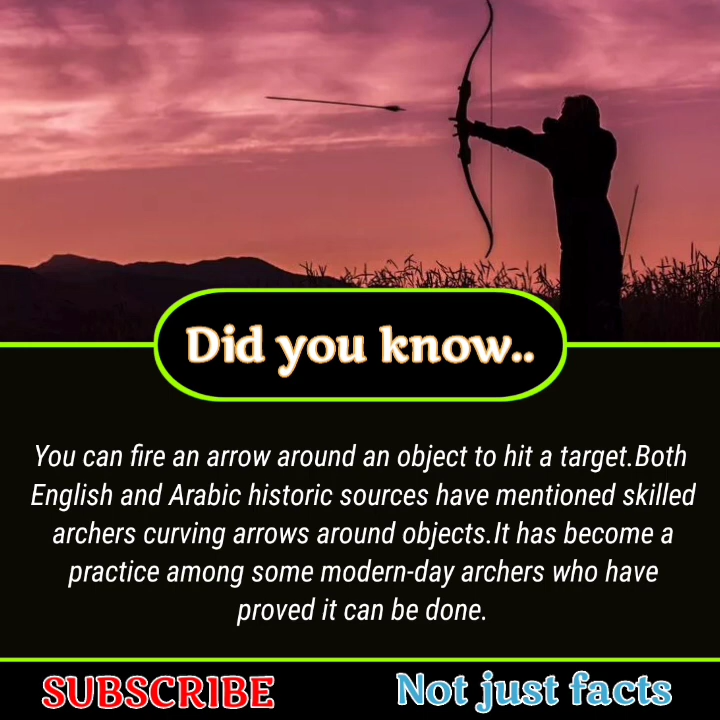 Did you know..
You can fire an arrow around an object to hit a target.Both
English and Arabic historic sources have mentioned skilled
archers curving arrows around objects.It has become a
practice among some modern-day archers who have
proved it can be done.
SUBSCRIBE
Not just facts